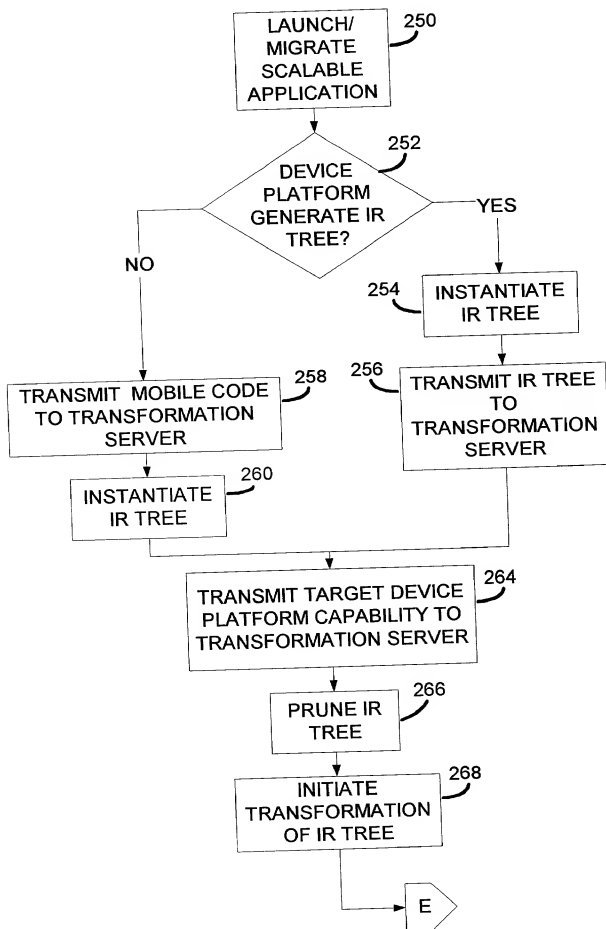 LAUNCH/
MIGRATE
SCALABLE
APPLICATION
250
DEVICE
PLATFORM
GENERATE IR
TREE?
252
YES
NO
254
INSTANTIATE
IR TREE
256
TRANSMIT IR TREE
TO
TRANSFORMATION
SERVER
TRANSMIT MOBILE CODE
TO TRANSFORMATION
SERVER
258
INSTANTIATE
IR TREE
260
TRANSMIT TARGET DEVICE
PLATFORM CAPABILITY TO
TRANSFORMATION SERVER
264
PRUNE IR
TREE
266
INITIATE
TRANSFORMATION
OF IR TREE
268
E